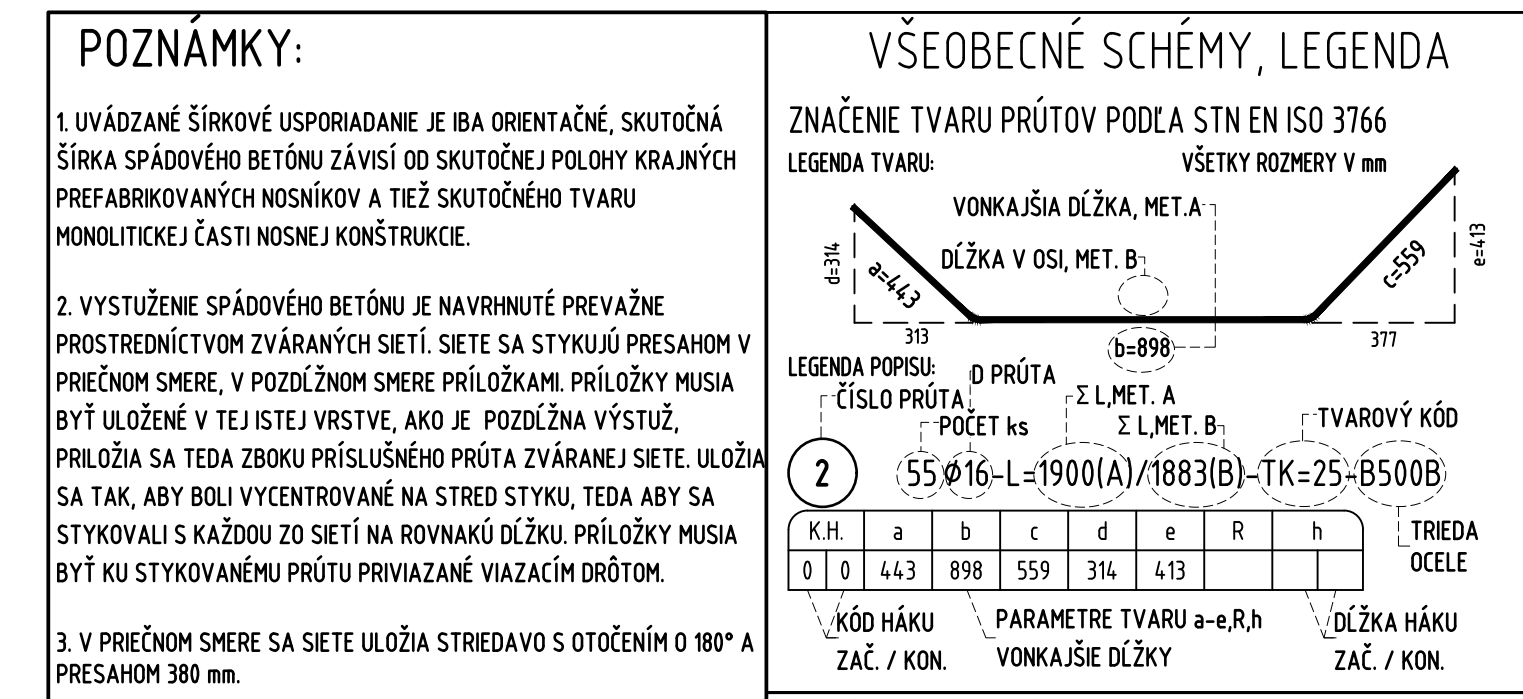 POZNÁMKY:
1. UVÁDZANÉ ŠÍRKOVÉ USPORIADANIE JE IBA ORIENTAČNÉ, SKUTOČNÁ
ŠÍRKA SPÁDOVÉHO BETÓNU ZÁVISÍ OD SKUTOČNEJ POLOHY KRAJNÝCH
PREFABRIKOVANÝCH NOSNÍKOV A TIEŽ SKUTOČNÉHO TVARU
MONOLITICKEJ ČASTI NOSNEJ KONŠTRUKCIE.
2. VYSTUŽENIE SPÁDOVÉHO BETÓNU JE NAVRHNUTÉ PREVAŽNE
PROSTREDNÍCTVOM ZVÁRANÝCH SIETÍ. SIETE SA STYKUJÚ PRESAHOM V
PRIEČNOM SMERE, V POZDĹŽNOM SMERE PRÍLOŽKAMI. PRÍLOŽKY MUSIA
BYŤ ULOŽENÉ V TEJ ISTEJ VRSTVE, AKO JE POZDĹŽNA VÝSTUŽ,
PRILOŽIA SA TEDA ZBOKU PRÍSLUŠNÉHO PRÚTA ZVÁRANEJ SIETE. ULOŽIA
SA TAK, ABY BOLI VYCENTROVANÉ NA STRED STYKU, TEDA ABY SA
STYKOVALI S KAŽDOU ZO SIETÍ NA ROVNAKÚ DĹŽKU. PRÍLOŽKY MUSIA
BYŤ KU STYKOVANÉMU PRÚTU PRIVIAZANÉ VIAZACÍM DRÔTOM.
3. V PRIEČNOM SMERE SA SIETE ULOŽIA STRIEDAVO S OTOČENÍM O 180° A
PRESAHOM 380 mm.
VŠEOBECNÉ SCHÉMY, LEGENDA
ZNAČENIE TVARU PRÚTOV PODĽA STN EN ISO 3766
LEGENDA TVARU: VŠETKY ROZMERY V mm
VONKAJŠIA DĹŽKA, MET.A
DĹŽKA V OSI, MET. B
d=314
a=443
c=559
e=413
313
b=898
377
LEGENDA POPISU:
D PRÚTA
ČÍSLO PRÚTA
Σ L,MET. A
POČET ks
Σ L,MET. B
TVAROVÝ KÓD
2 55Ø16-L=1900(A)/1883(B)-TK=25-B500B
K.H. a b c d e R h
0 0 443 898 559 314 413
TRIEDA
OCELE
KÓD HÁKU
ZAČ. / KON.
PARAMETRE TVARU a-e,R,h
VONKAJŠIE DĹŽKY
DĹŽKA HÁKU
ZAČ. / KON.